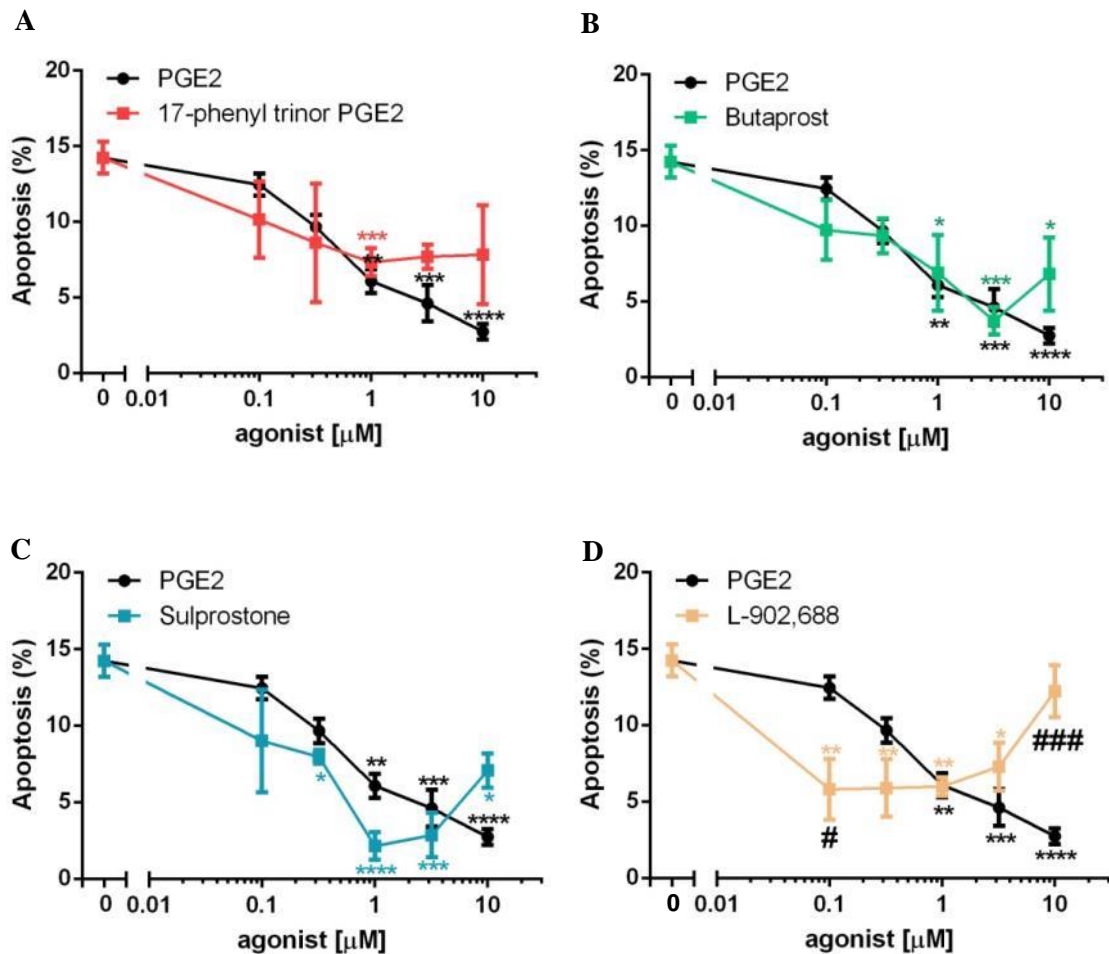 A
PGE2
17-phenyl trinor PGE2
Apoptosis (%)
20
15
10
5
0
***
**
***
****
0 0.01 0.1 1 10
agonist [µM]
B
PGE2
Butaprost
Apoptosis (%)
20
15
10
5
0
*
*
***
**
***
****
0 0.01 0.1 1 10
agonist [µM]
C
PGE2
Sulprostone
Apoptosis (%)
20
15
10
5
0
**
***
*
*
****
****
***
0 0.01 0.1 1 10
agonist [µM]
D
PGE2
L-902,688
Apoptosis (%)
20
15
10
5
0
**
**
**
*
###
#
**
***
****
0 0.01 0.1 1 10
agonist [µM]